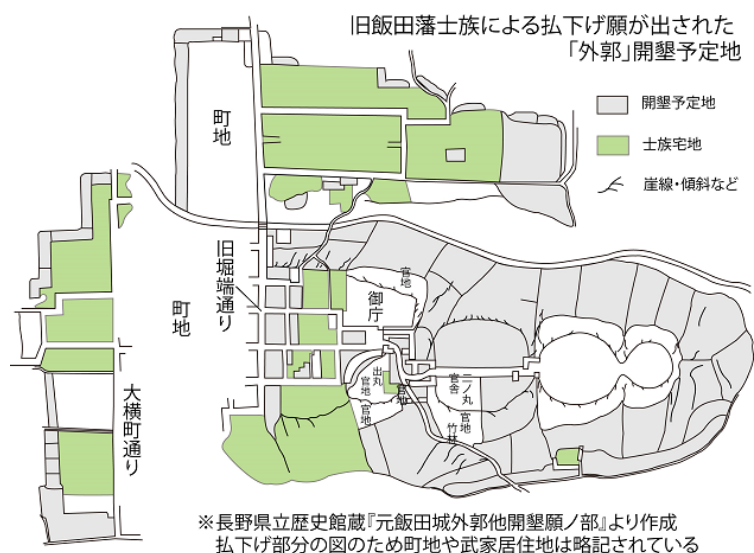 旧飯田藩士族による払下げ願が出された
「外郭」開墾予定地
開墾予定地
士族宅地
崖線・傾斜など
町地
旧堀端通り
町地
大横町通り
官地
御庁
出丸
官地
官地
官地
二ノ丸
官舎
官地
竹林
※長野県立歴史館蔵『元飯田城外郭他開墾願ノ部』より作成
払下げ部分の図のため町地や武家居住地は略記されている